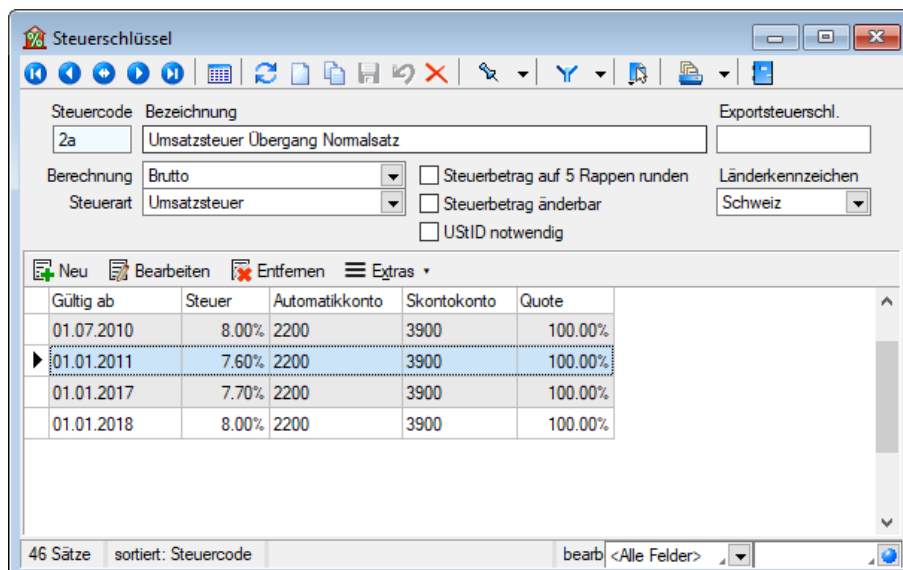 Steuerschlüssel
Steuercode Bezeichnung Exportsteuerschl.
2a Umsatzsteuer Übergang Normalsatz
Berechnung Brutto Steuerbetrag auf 5 Rappen runden Länderkennzeichen
Steuerart Umsatzsteuer Steuerbetrag änderbar Schweiz
UStID notwendig
Neu Bearbeiten Entfernen Extras
Gültig ab Steuer Automatikkonto Skontokonto Quote
01.07.2010 8.00% 2200 3900 100.00%
01.01.2011 7.60% 2200 3900 100.00%
01.01.2017 7.70% 2200 3900 100.00%
01.01.2018 8.00% 2200 3900 100.00%
46 Sätze sortiert: Steuercode bearb <Alle Felder>